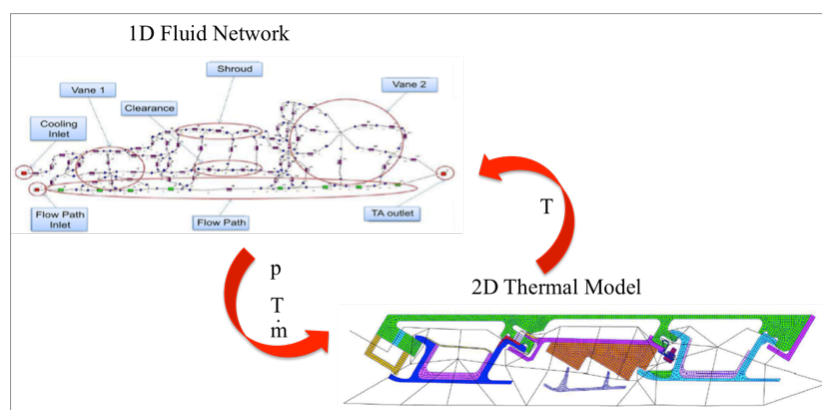 1D Fluid Network
Shroud
Vane 1
Vane 2
Clearance
Cooling
Inlet
Flow Path
Inlet
Flow Path
TA outlet
T
p
T
ṁ
2D Thermal Model